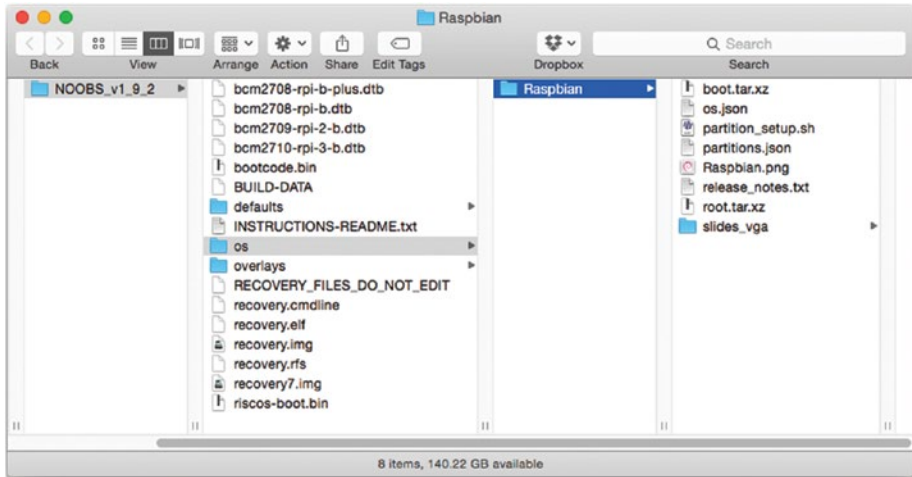 Raspbian
Back View Arrange Action Share Edit Tags Dropbox Search Search
NOOBS_v1_9_2
bcm2708-rpi-b-plus.dtb
bcm2708-rpi-b.dtb
bcm2709-rpi-2-b.dtb
bcm2710-rpi-3-b.dtb
bootcode.bin
BUILD-DATA
defaults
INSTRUCTIONS-README.txt
os
overlays
RECOVERY_FILES_DO_NOT_EDIT
recovery.cmdline
recovery.elf
recovery.img
recovery.rfs
recovery7.img
riscos-boot.bin
Raspbian
boot.tar.xz
os.json
partition_setup.sh
partitions.json
Raspbian.png
release_notes.txt
root.tar.xz
slides_vga
8 items, 140.22 GB available